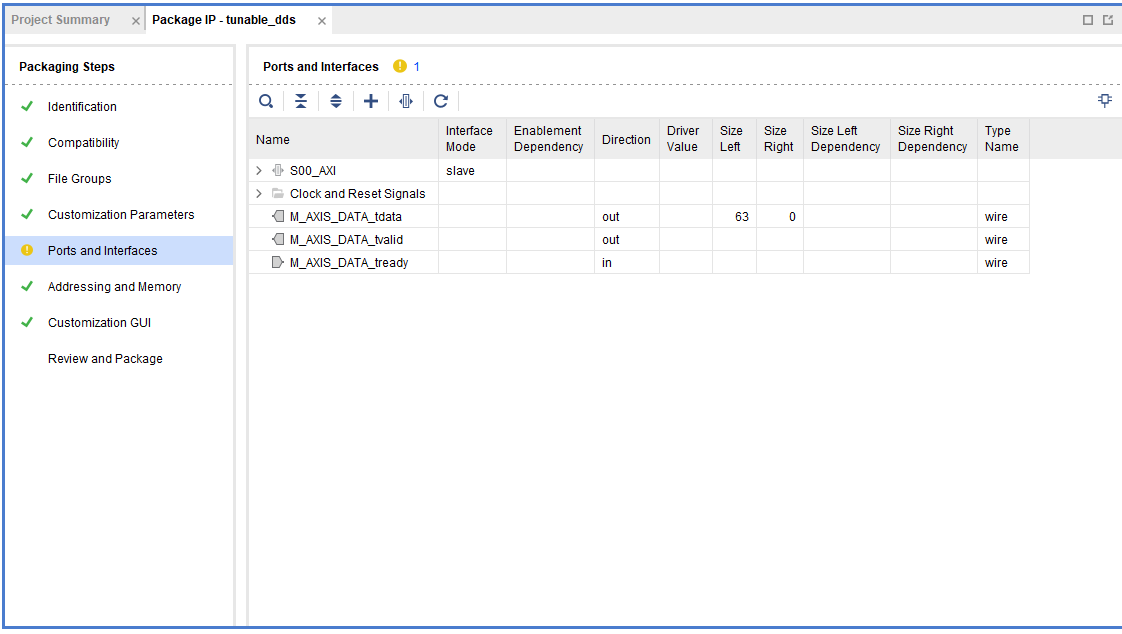 Project Summary
Package IP - tunable_dds
Packaging Steps
Identification
Compatibility
File Groups
Customization Parameters
Ports and Interfaces
Addressing and Memory
Customization GUI
Review and Package
Ports and Interfaces 1
Name
Interface Mode
Enablement Dependency
Direction
Driver Value
Size Left
Size Right
Size Left Dependency
Size Right Dependency
Type Name
S00_AXI slave
Clock and Reset Signals
M_AXIS_DATA_tdata out 63 0 wire
M_AXIS_DATA_tvalid out wire
M_AXIS_DATA_tready in wire